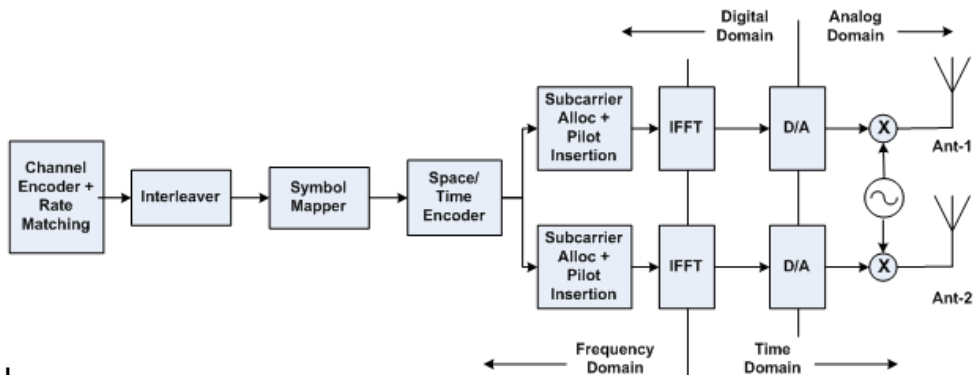 Digital
Domain
Analog
Domain
Channel
Encoder +
Rate
Matching
Interleaver
Symbol
Mapper
Space/
Time
Encoder
Subcarrier
Alloc +
Pilot
Insertion
IFFT
D/A
X
Ant-1
Subcarrier
Alloc +
Pilot
Insertion
IFFT
D/A
X
Ant-2
Frequency
Domain
Time
Domain